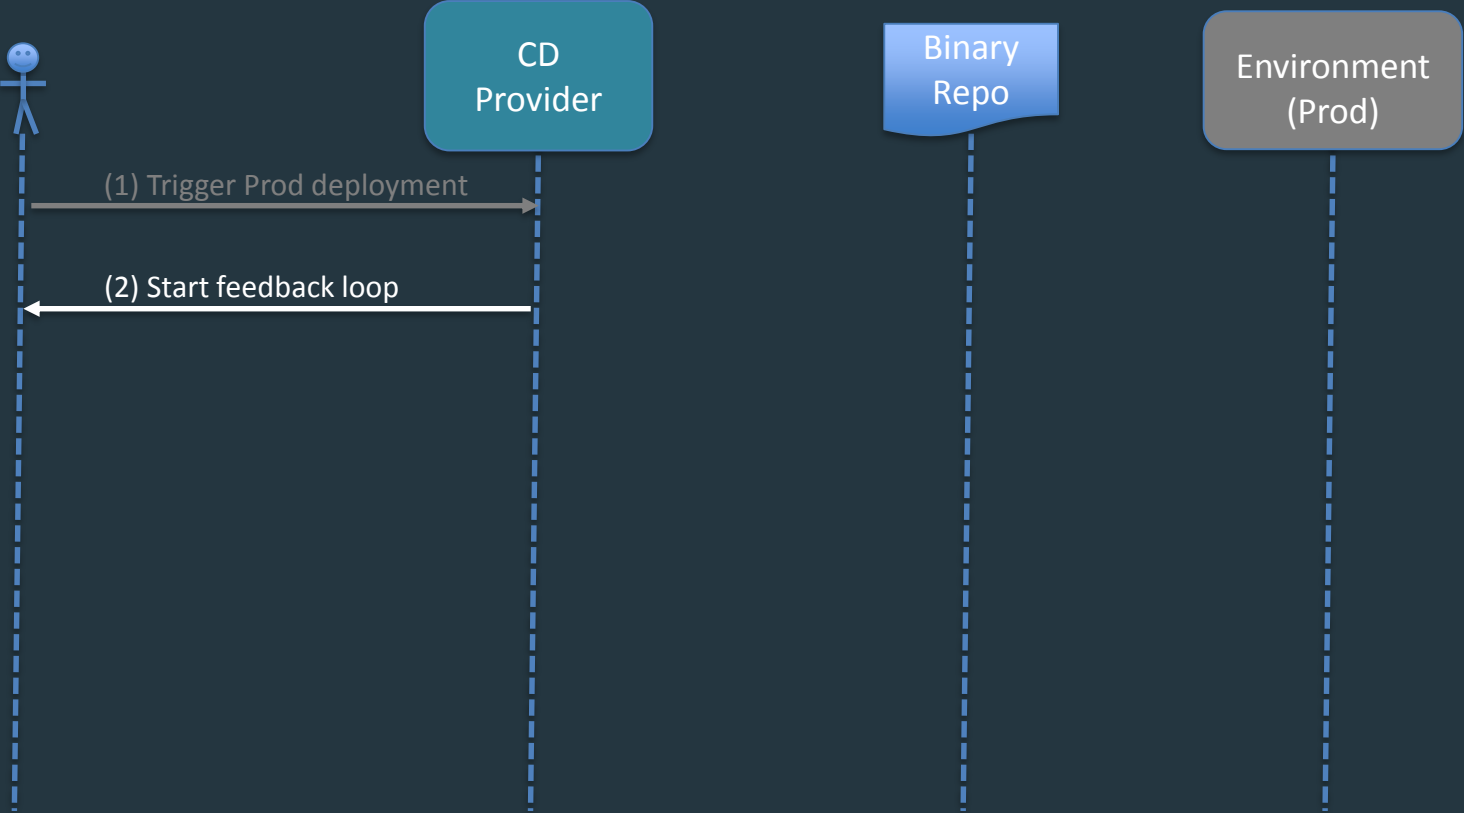 CD
Provider
Binary
Repo
Environment
(Prod)
(1) Trigger Prod deployment
(2) Start feedback loop